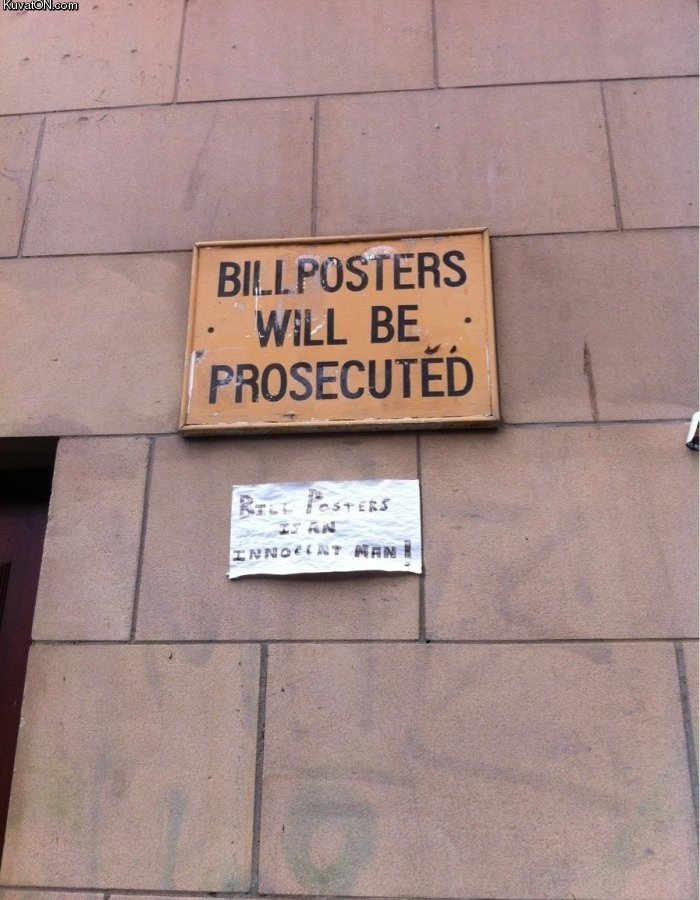 KuvatON.com
BILLPOSTERS
WILL BE
PROSECUTED
BILL POSTERS
IS AN
INNOCENT MAN!